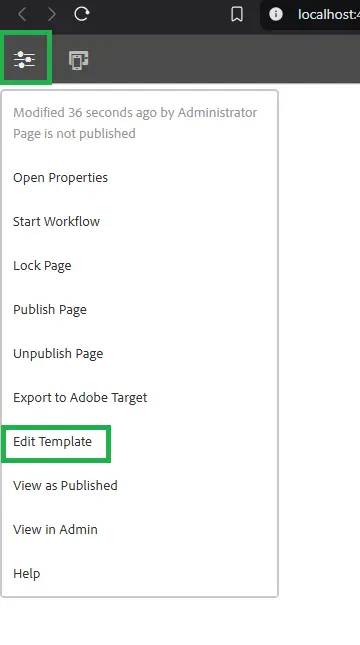 localhost:4
Modified 36 seconds ago by Administrator
Page is not published
Open Properties
Start Workflow
Lock Page
Publish Page
Unpublish Page
Export to Adobe Target
Edit Template
View as Published
View in Admin
Help